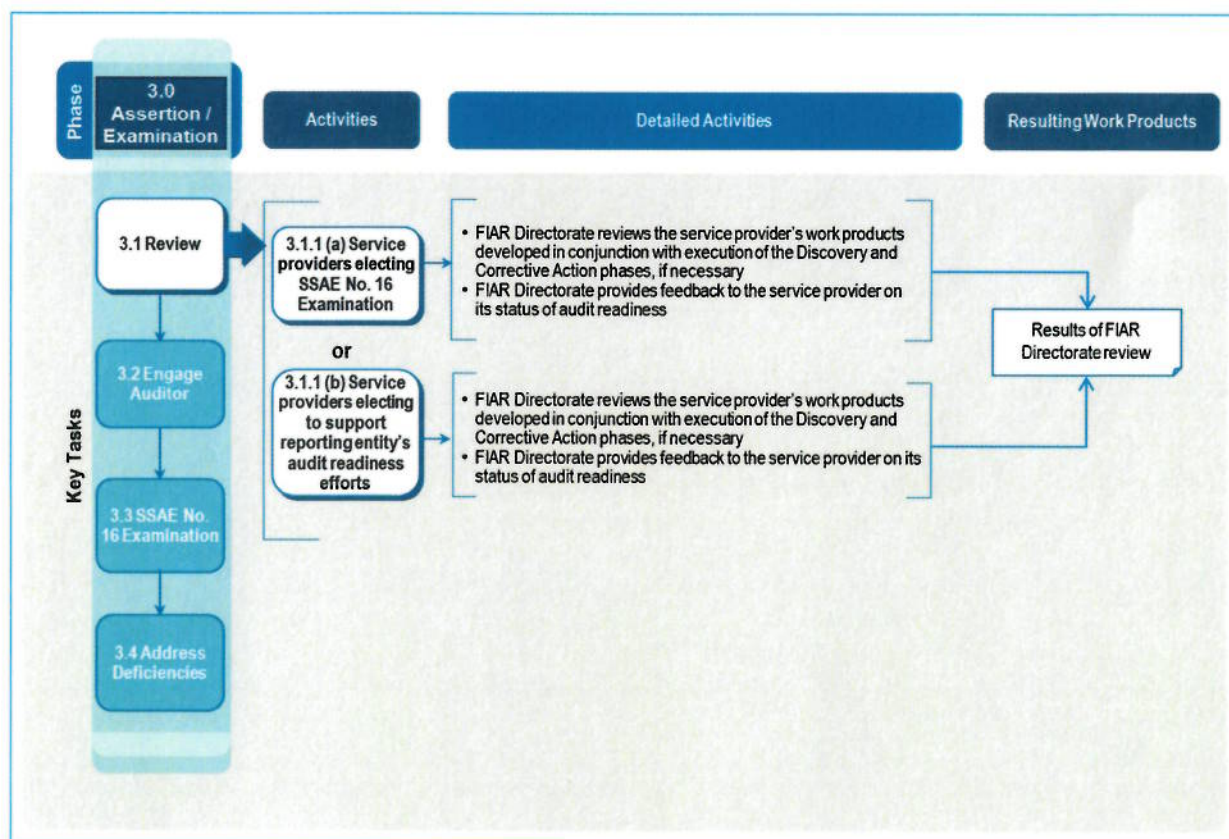 Phase
3.0
Assertion /
Examination
Activities
Detailed Activities
Resulting Work Products
Key Tasks
3.1 Review
3.2 Engage
Auditor
3.3 SSAE No.
16 Examination
3.4 Address
Deficiencies
3.1.1 (a) Service
providers electing
SSAE No. 16
Examination
or
3.1.1 (b) Service
providers electing
to support
reporting entity's
audit readiness
efforts
• FIAR Directorate reviews the service provider's work products
developed in conjunction with execution of the Discovery and
Corrective Action phases, if necessary
• FIAR Directorate provides feedback to the service provider on
its status of audit readiness
• FIAR Directorate reviews the service provider's work products
developed in conjunction with execution of the Discovery and
Corrective Action phases, if necessary
• FIAR Directorate provides feedback to the service provider on its
status of audit readiness
Results of FIAR
Directorate review